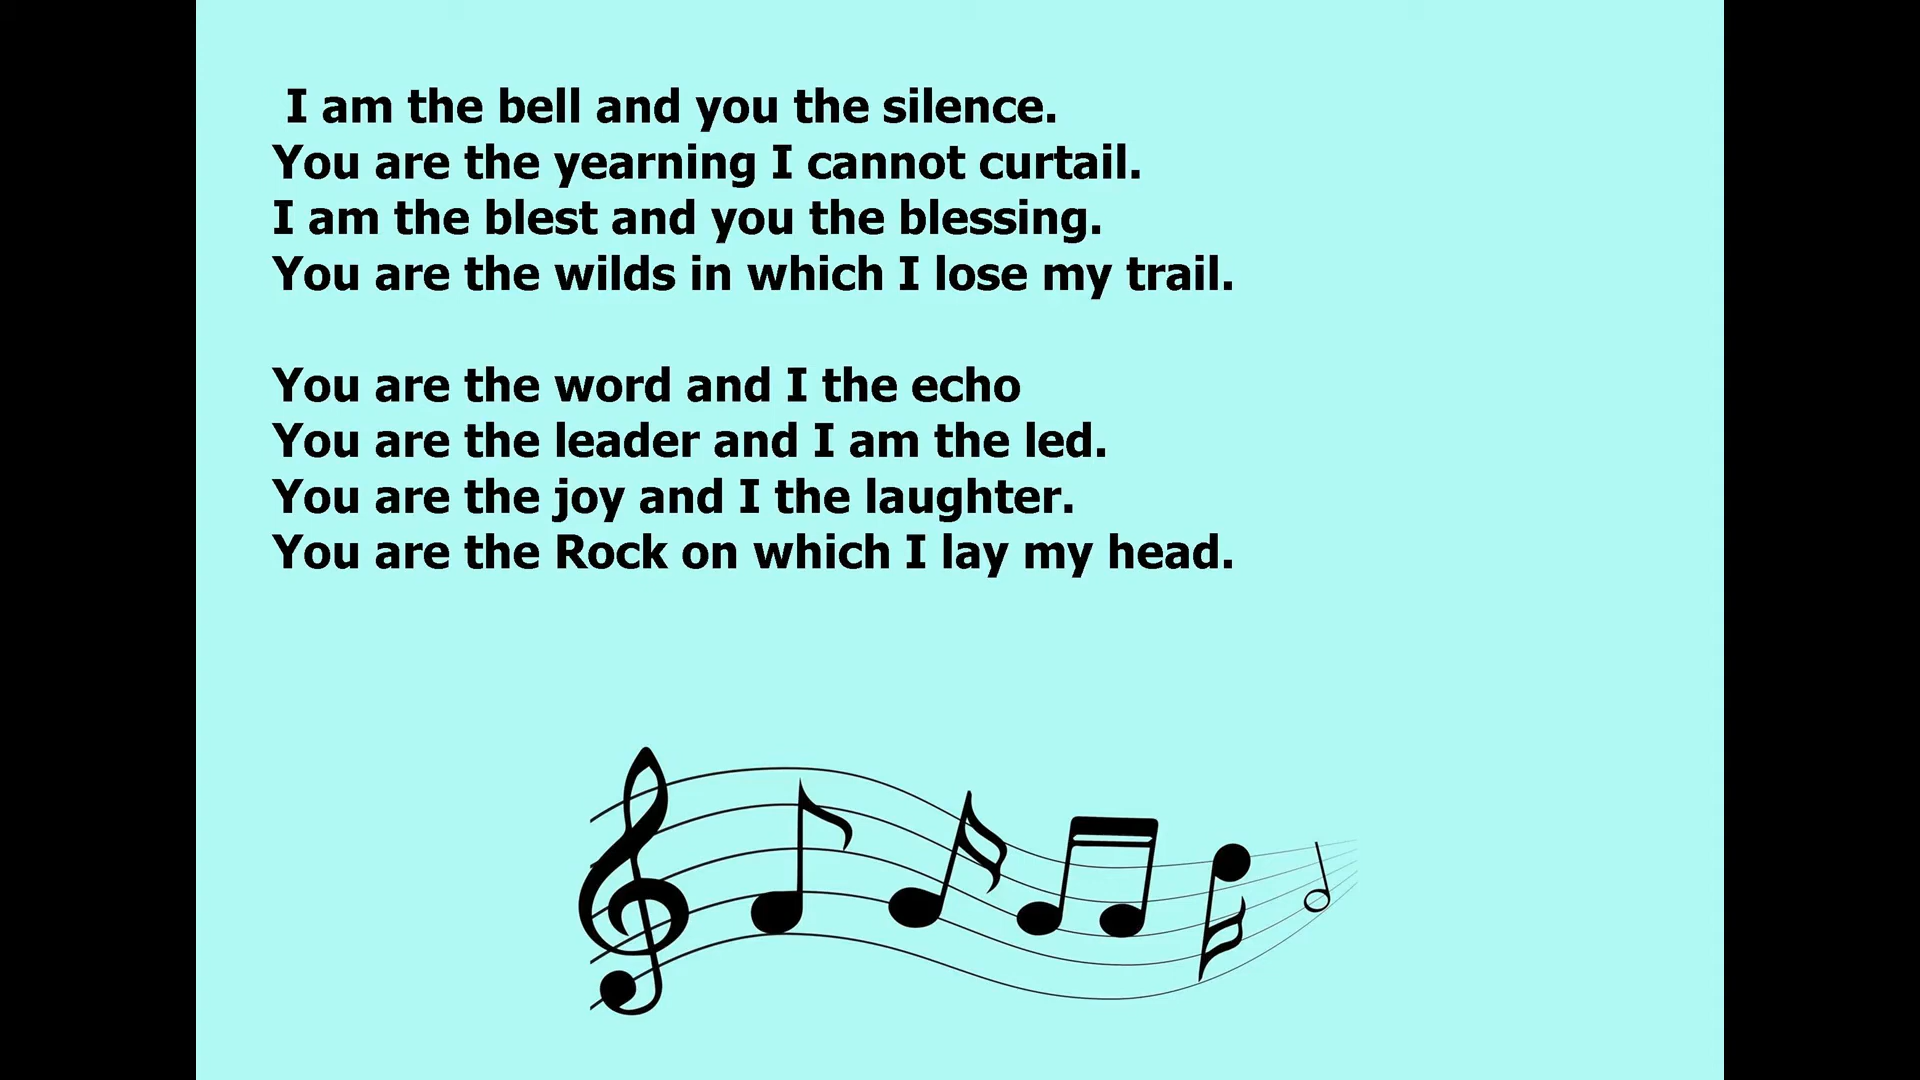 I am the bell and you the silence.
You are the yearning I cannot curtail.
I am the blest and you the blessing.
You are the wilds in which I lose my trail.
You are the word and I the echo
You are the leader and I am the led.
You are the joy and I the laughter.
You are the Rock on which I lay my head.